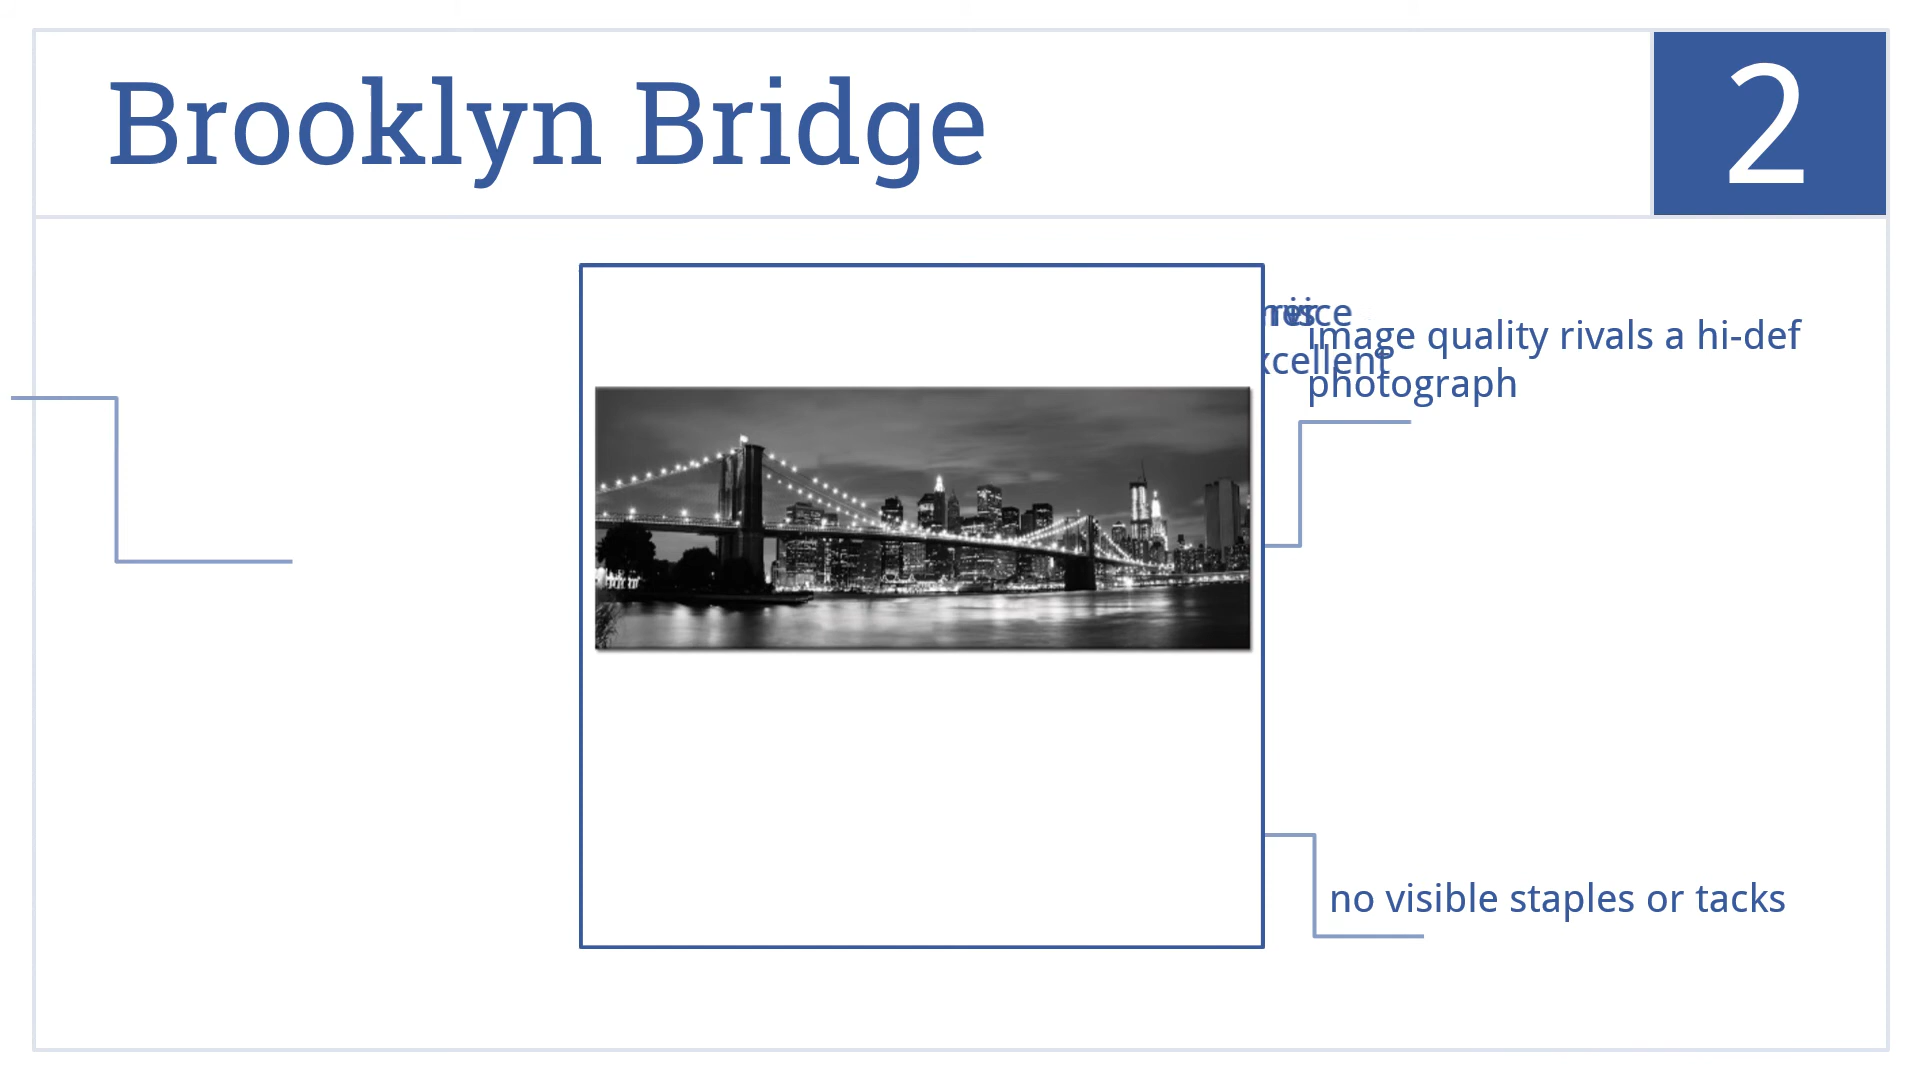 Brooklyn Bridge
2
image quality rivals a hi-def
photograph
no visible staples or tacks